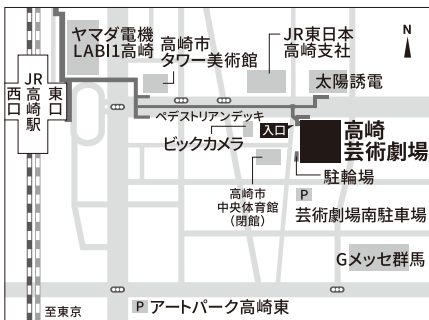 ヤマダ電機
LABI1高崎
高崎市
タワー美術館
JR東日本
高崎支社
N
太陽誘電
西口
JR高崎駅
東口
ペデストリアンデッキ
ビックカメラ
入口
高崎
芸術劇場
駐輪場
高崎市
中央体育館
（閉館）
P
芸術劇場南駐車場
Gメッセ群馬
至東京
P アートパーク高崎東